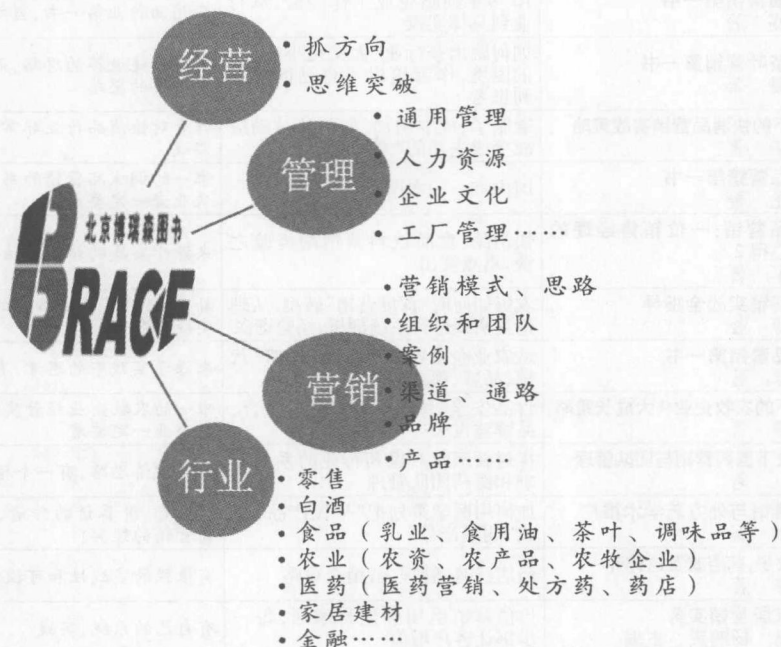 经营
• 抓方向
• 思维突破
管理
• 通用管理
• 人力资源
• 企业文化
• 工厂管理……
北京博瑞森图书
BRACE
营销
• 营销模式、思路
• 组织和团队
• 案例
• 渠道、通路
• 品牌
• 产品……
行业
• 零售
• 白酒
• 食品（乳业、食用油、茶叶、调味品等）
• 农业（农资、农产品、农牧企业）
• 医药（医药营销、处方药、药店）
• 家居建材
• 金融……